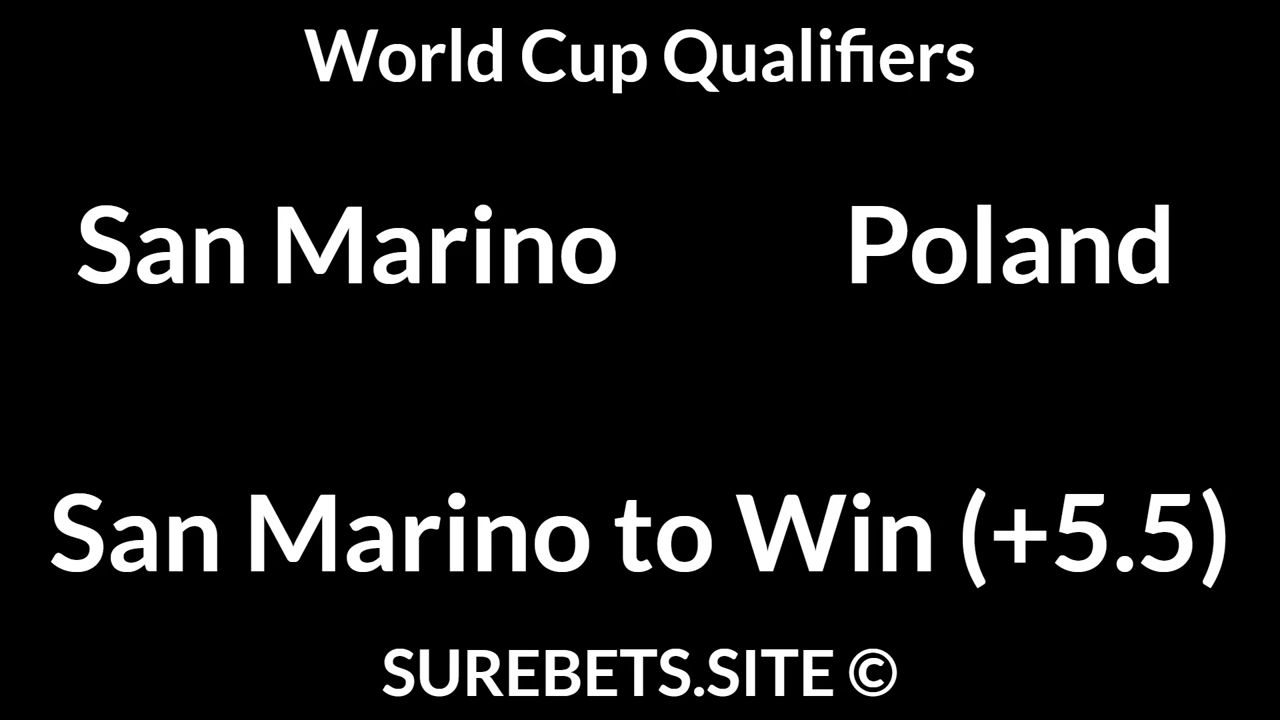 World Cup Qualifiers
San Marino Poland
San Marino to Win (+5.5)
SUREBETS.SITE ©